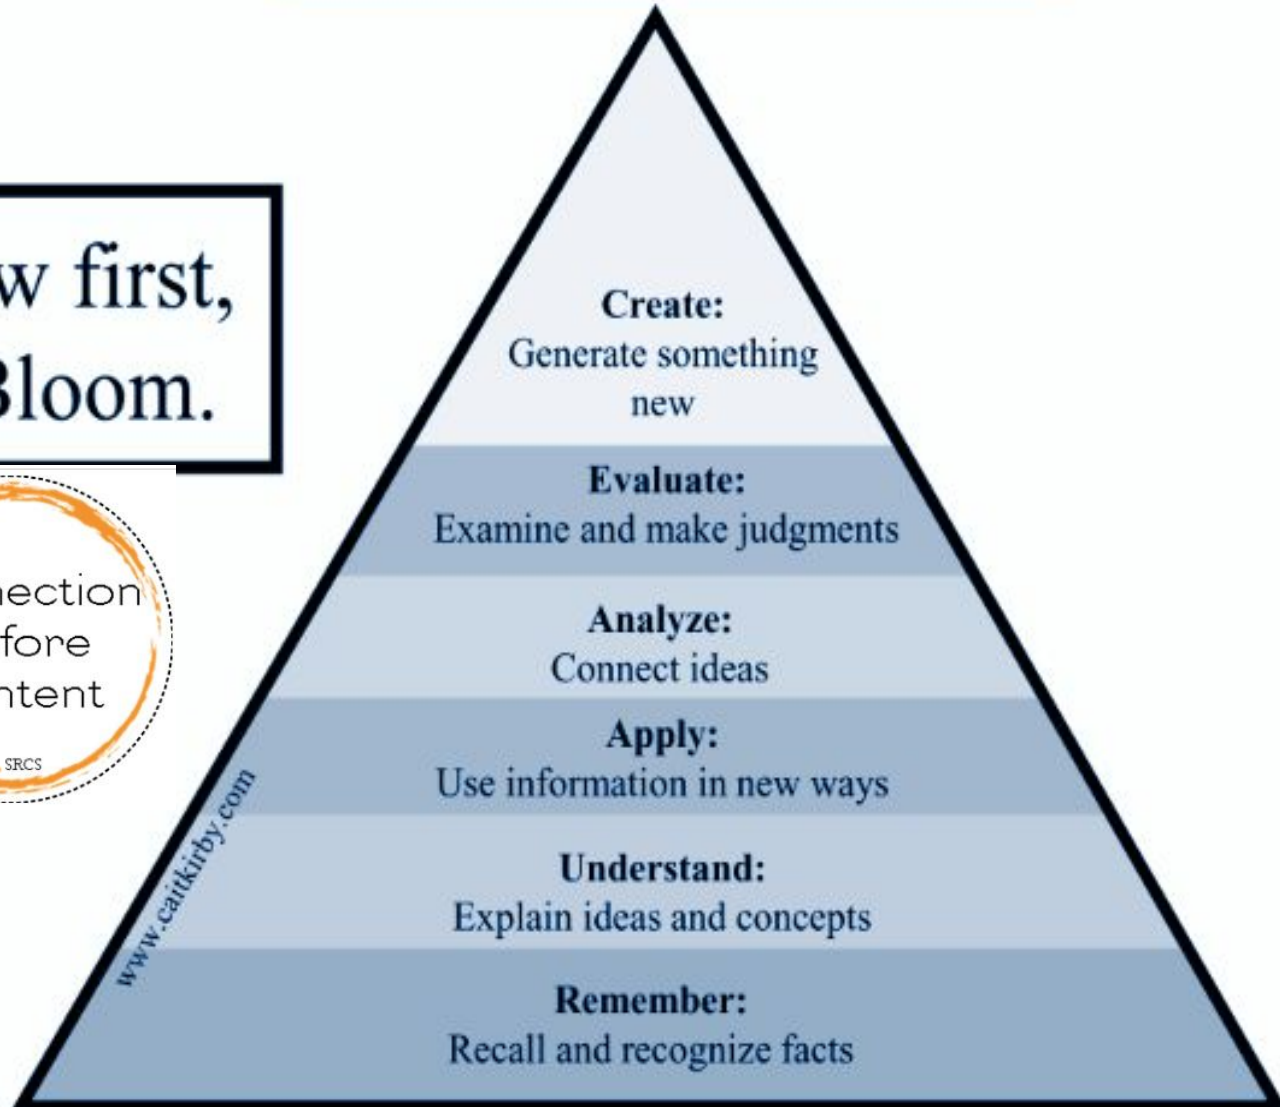 w first,
Bloom.
nection
fore
ntent
SRCS
Create:
Generate something
new
Evaluate:
Examine and make judgments
Analyze:
Connect ideas
Apply:
Use information in new ways
Understand:
Explain ideas and concepts
Remember:
Recall and recognize facts
www.caitkirby.com